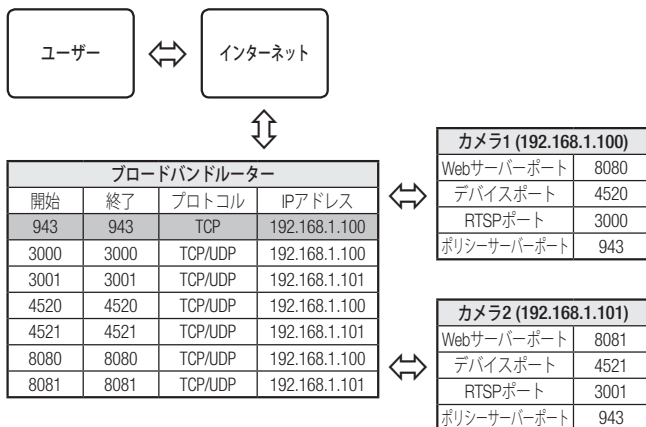 ユーザー
インターネット
ブロードバンドルーター
開始 終了 プロトコル IPアドレス
943 943 TCP 192.168.1.100
3000 3000 TCP/UDP 192.168.1.100
3001 3001 TCP/UDP 192.168.1.101
4520 4520 TCP/UDP 192.168.1.100
4521 4521 TCP/UDP 192.168.1.101
8080 8080 TCP/UDP 192.168.1.100
8081 8081 TCP/UDP 192.168.1.101
カメラ1 (192.168.1.100)
Webサーバーポート 8080
デバイスポート 4520
RTSPポート 3000
ポリシーサーバーポート 943
カメラ2 (192.168.1.101)
Webサーバーポート 8081
デバイスポート 4521
RTSPポート 3001
ポリシーサーバーポート 943